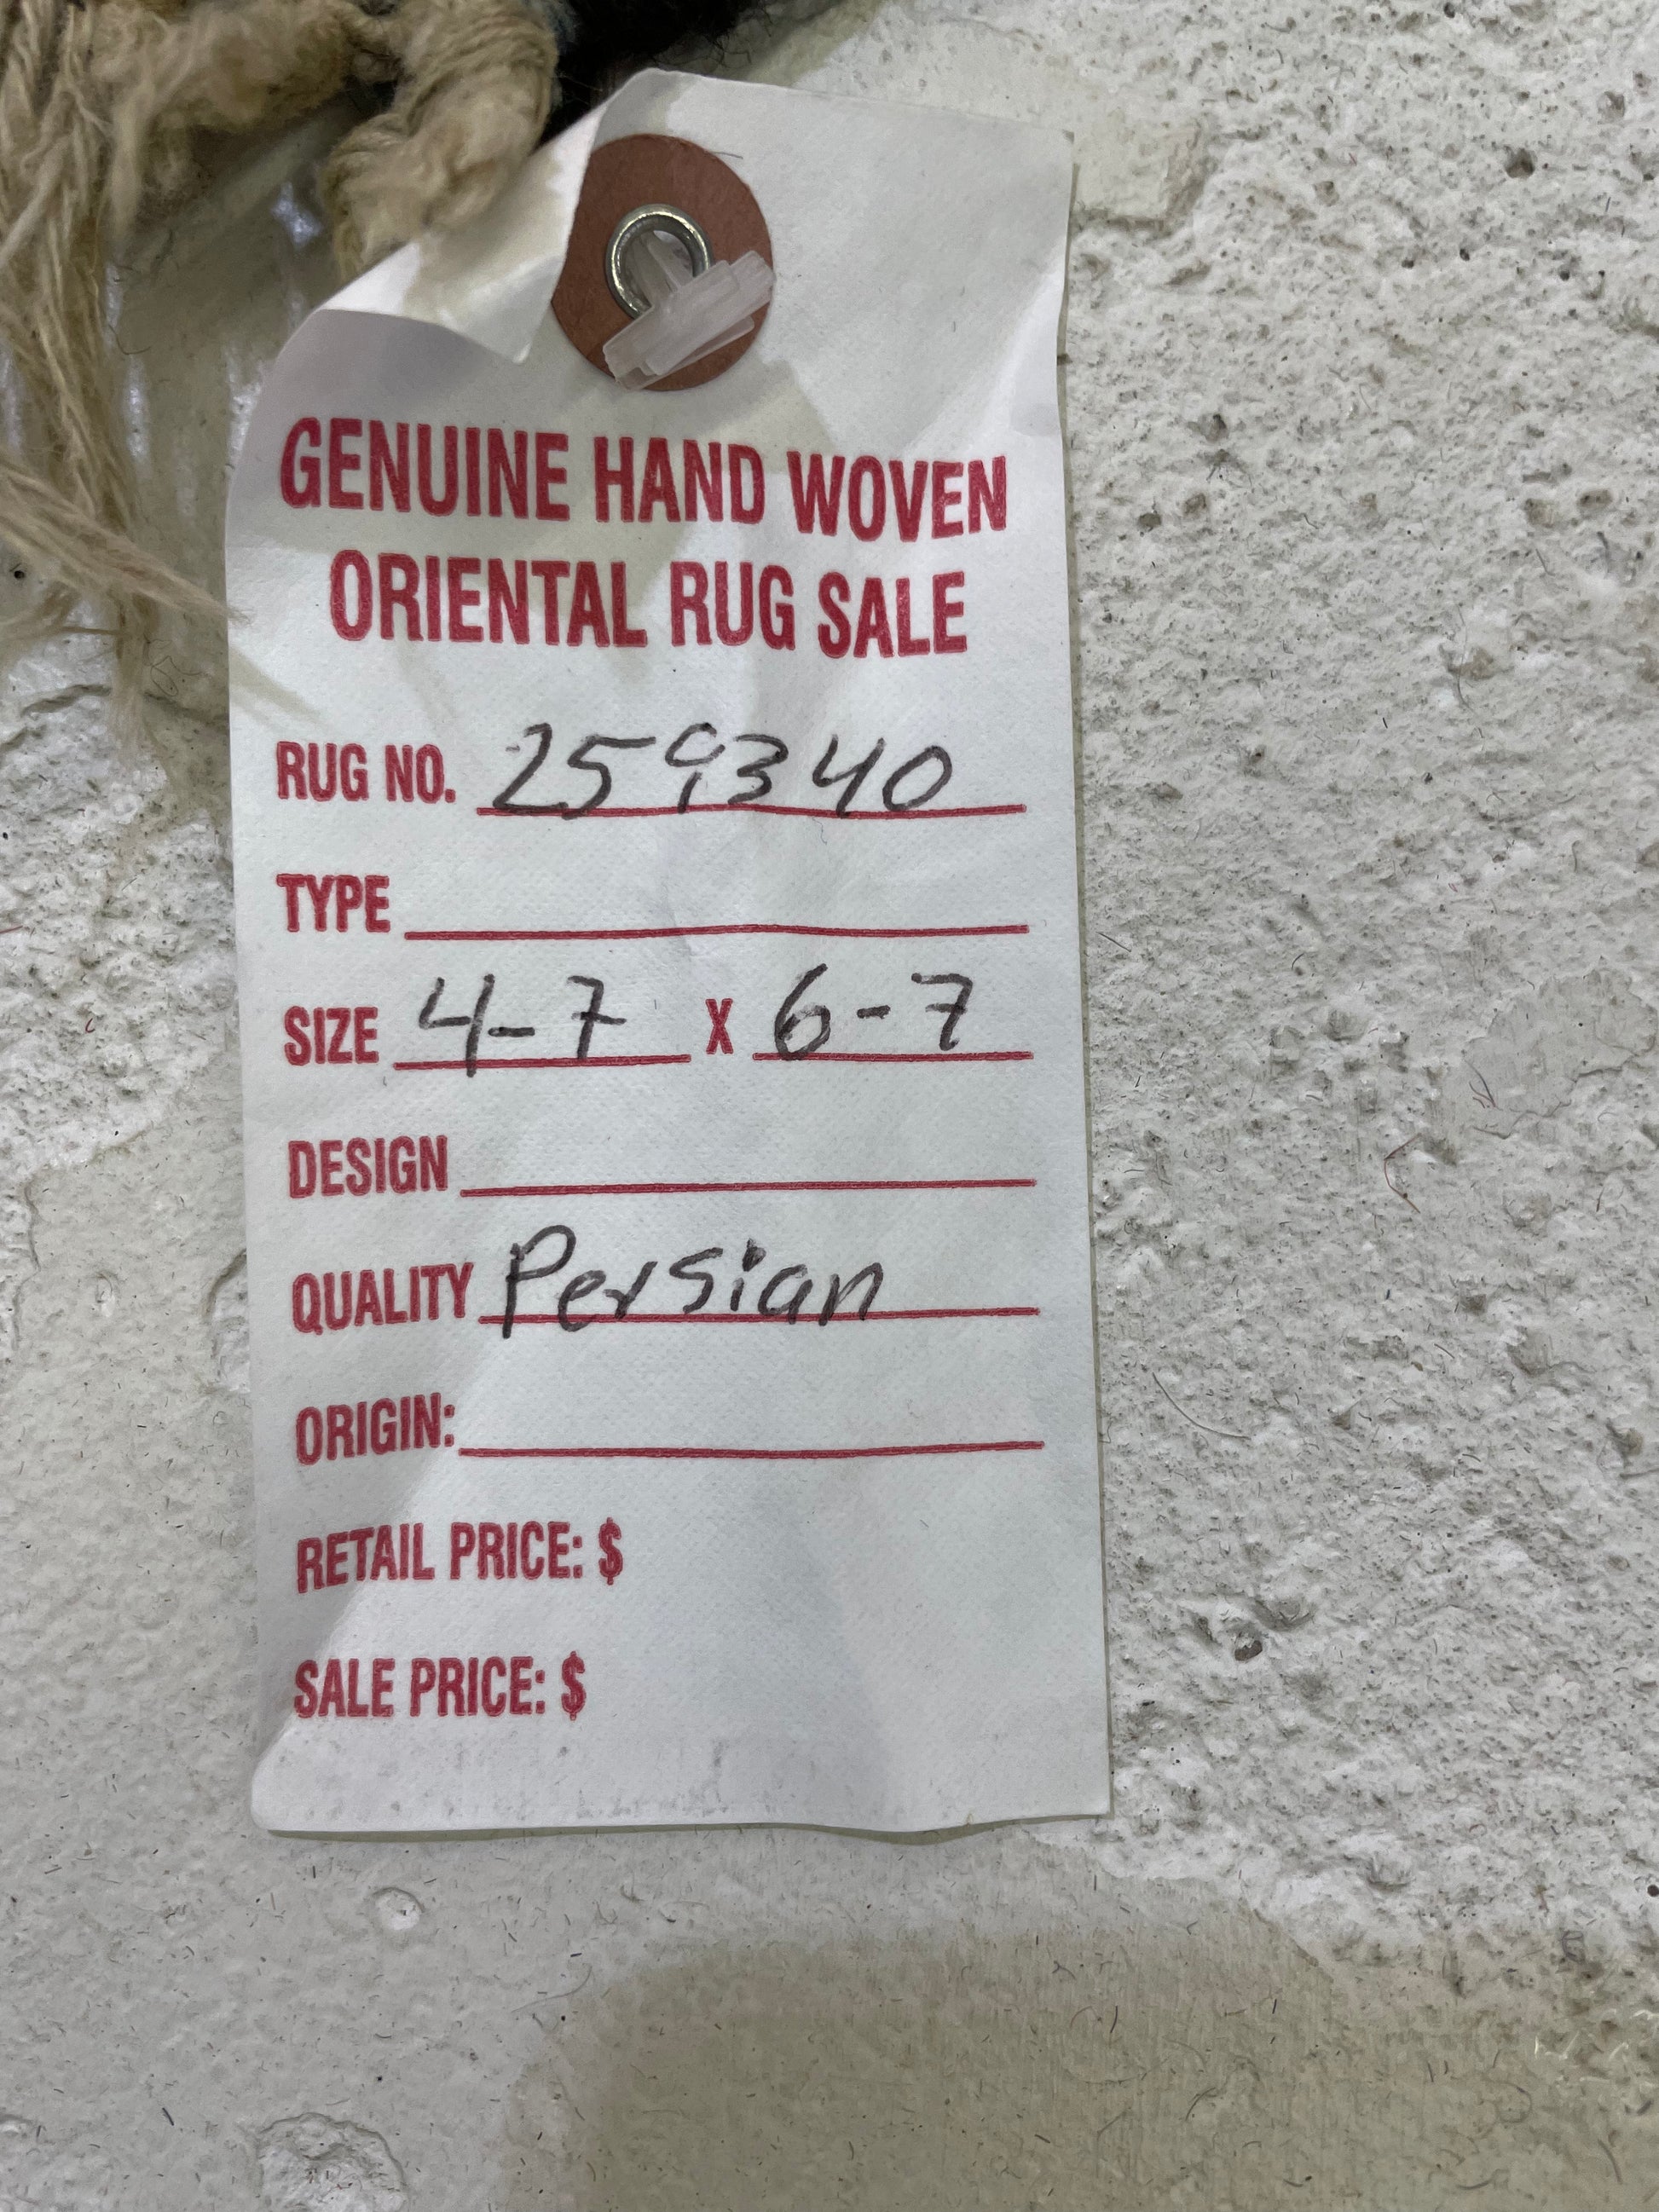 GENUINE HAND WOVEN
ORIENTAL RUG SALE
RUG NO. 259340
TYPE
SIZE 4-7 X 6-7
DESIGN
QUALITY Persian
ORIGIN:
RETAIL PRICE: $
SALE PRICE: $